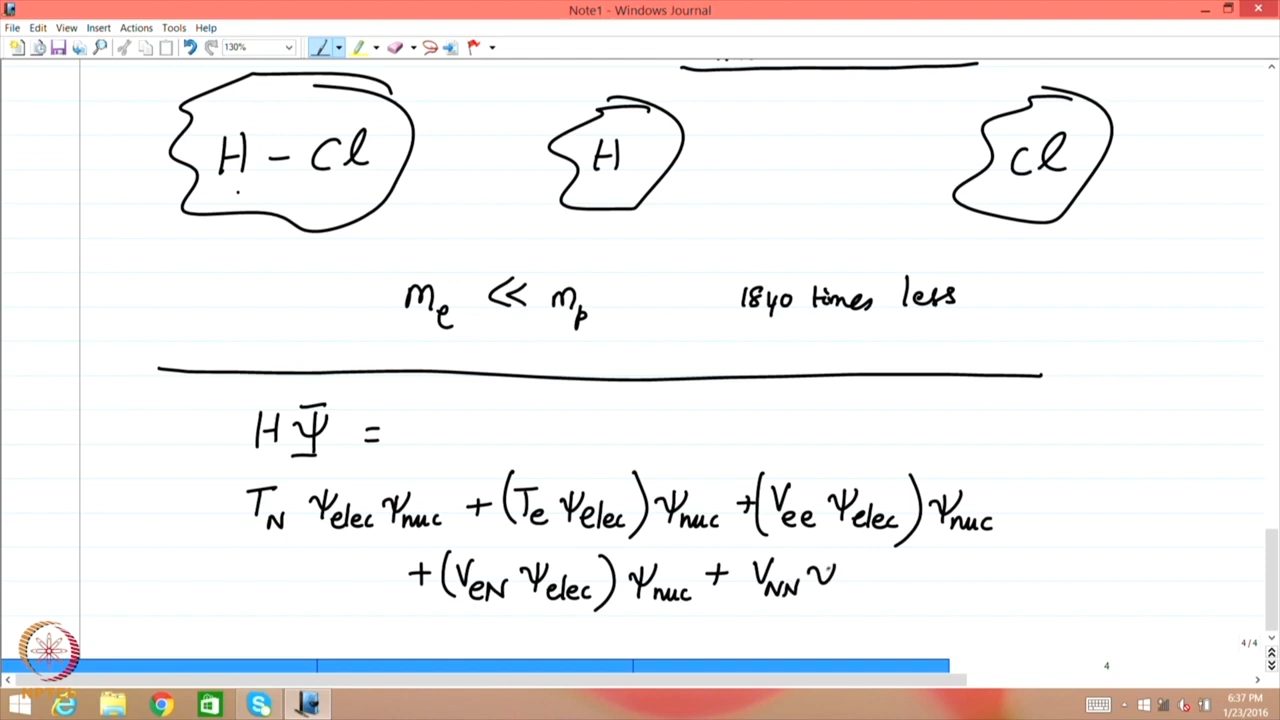 Note1 - Windows Journal
File Edit View Insert Actions Tools Help
130%
H - Cl H Cl
m_e << m_p 1840 times less
HΨ =
T_N ψ_elec ψ_nuc + (T_e ψ_elec) ψ_nuc + (V_ee ψ_elec) ψ_nuc
+ (V_eN ψ_elec) ψ_nuc + V_NN
4/4
4
NPTEL
6:37 PM
1/23/2016